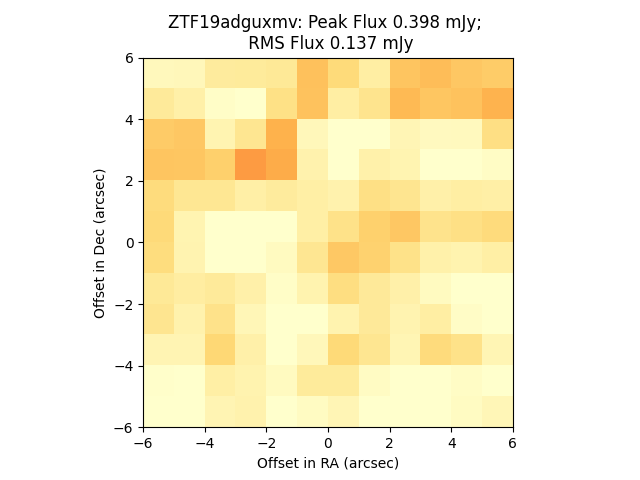 ZTF19adguxmv: Peak Flux 0.398 mJy;
RMS Flux 0.137 mJy
6
4
2
0
−2
−4
−6
Offset in Dec (arcsec)
−6 −4 −2 0 2 4 6
Offset in RA (arcsec)